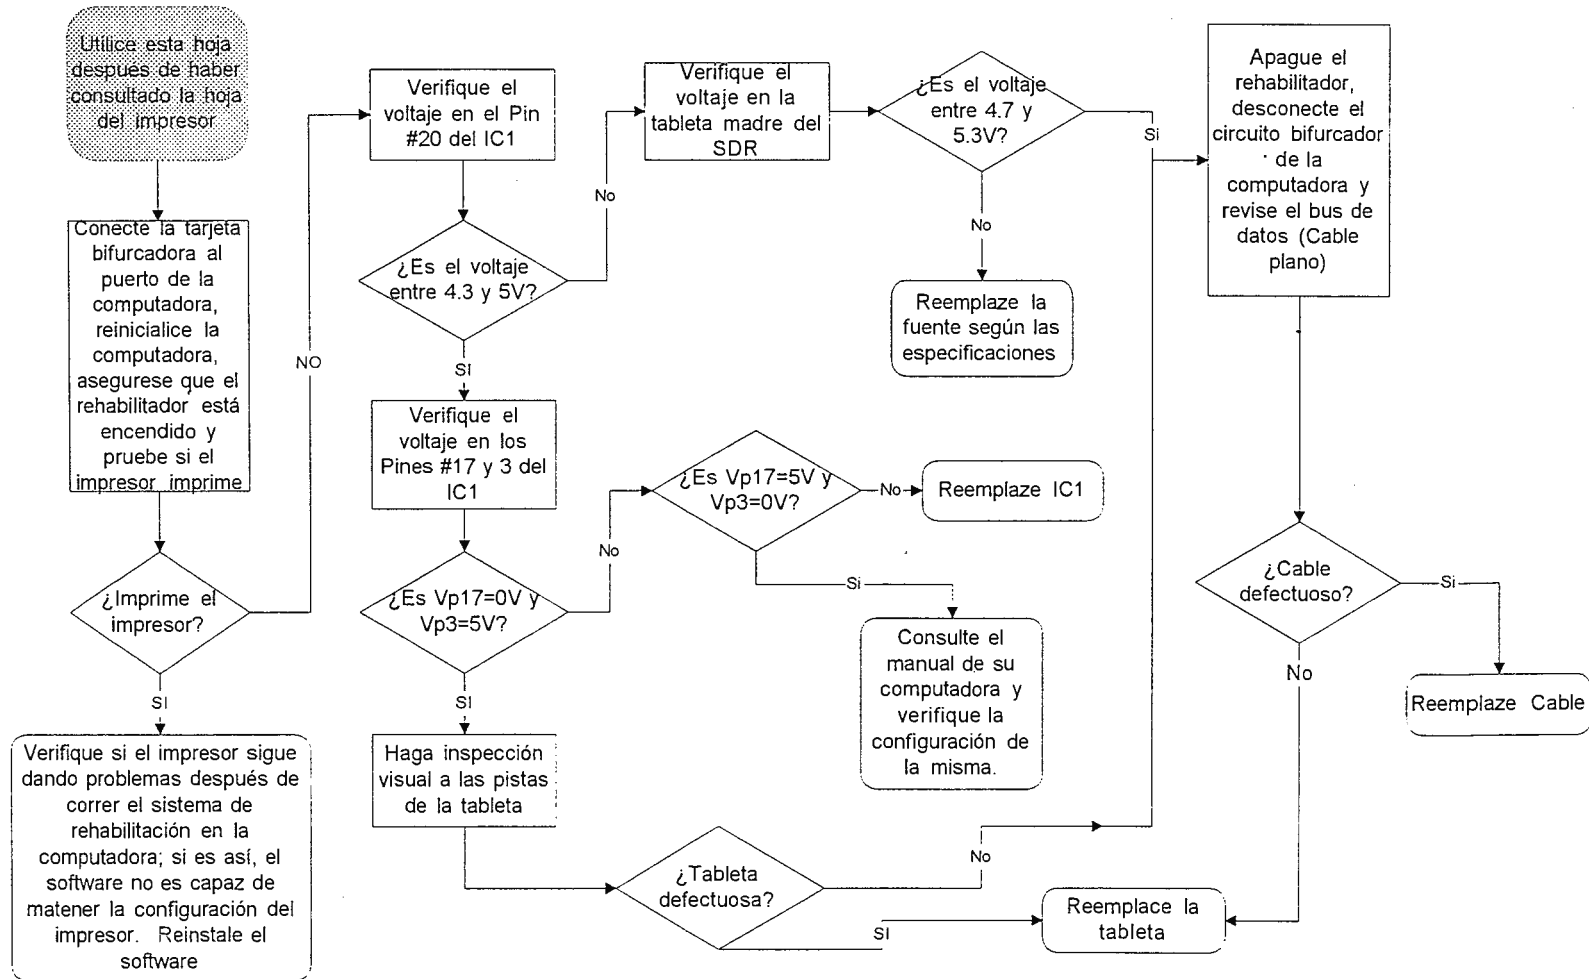 Utilice esta hoja
después de haber
consultado la hoja
del impresor
Conecte la tarjeta
bifurcadora al
puerto de la
computadora,
reinicialice la
computadora,
asegurese que el
rehabilitador está
encendido y
pruebe si el
impresor imprime
¿Imprime el
impresor?
NO
SI
Verifique si el impresor sigue
dando problemas después de
correr el sistema de
rehabilitación en la
computadora; si es así, el
software no es capaz de
matener la configuración del
impresor. Reinstale el
software
Verifique el
voltaje en el Pin
#20 del IC1
¿Es el voltaje
entre 4.3 y 5V?
No
SI
Verifique el
voltaje en los
Pines #17 y 3 del
IC1
¿Es Vp17=0V y
Vp3=5V?
No
SI
Haga inspección
visual a las pistas
de la tableta
¿Tableta
defectuosa?
No
SI
Verifique el
voltaje en la
tableta madre del
SDR
¿Es el voltaje
entre 4.7 y
5.3V?
Si
No
Reemplaze la
fuente según las
especificaciones
¿Es Vp17=5V y
Vp3=0V?
No
Reemplaze IC1
Si
Consulte el
manual de su
computadora y
verifique la
configuración de
la misma.
Apague el
rehabilitador,
desconecte el
circuito bifurcador
de la
computadora y
revise el bus de
datos (Cable
plano)
¿Cable
defectuoso?
Si
Reemplaze Cable
No
Reemplace la
tableta